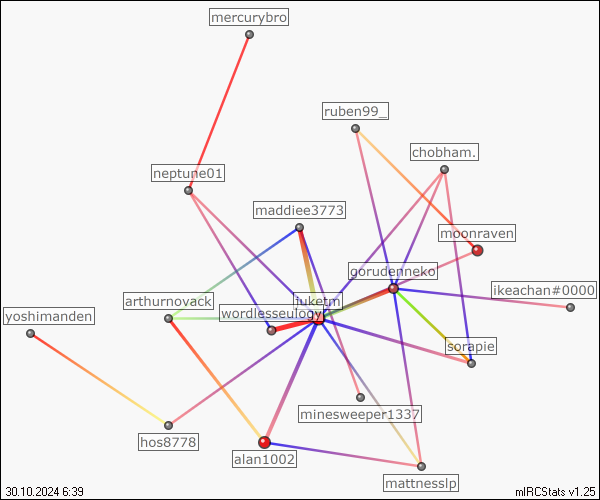 mercurybro
ruben99_
chobham.
neptune01
maddiee3773
moonraven
gorudenneko
ikeachan#0000
arthurnovack
juketm
wordlesseulogy
yoshimanden
sorapie
minesweeper1337
hos8778
alan1002
mattnesslp
30.10.2024 6:39
mIRCStats v1.25